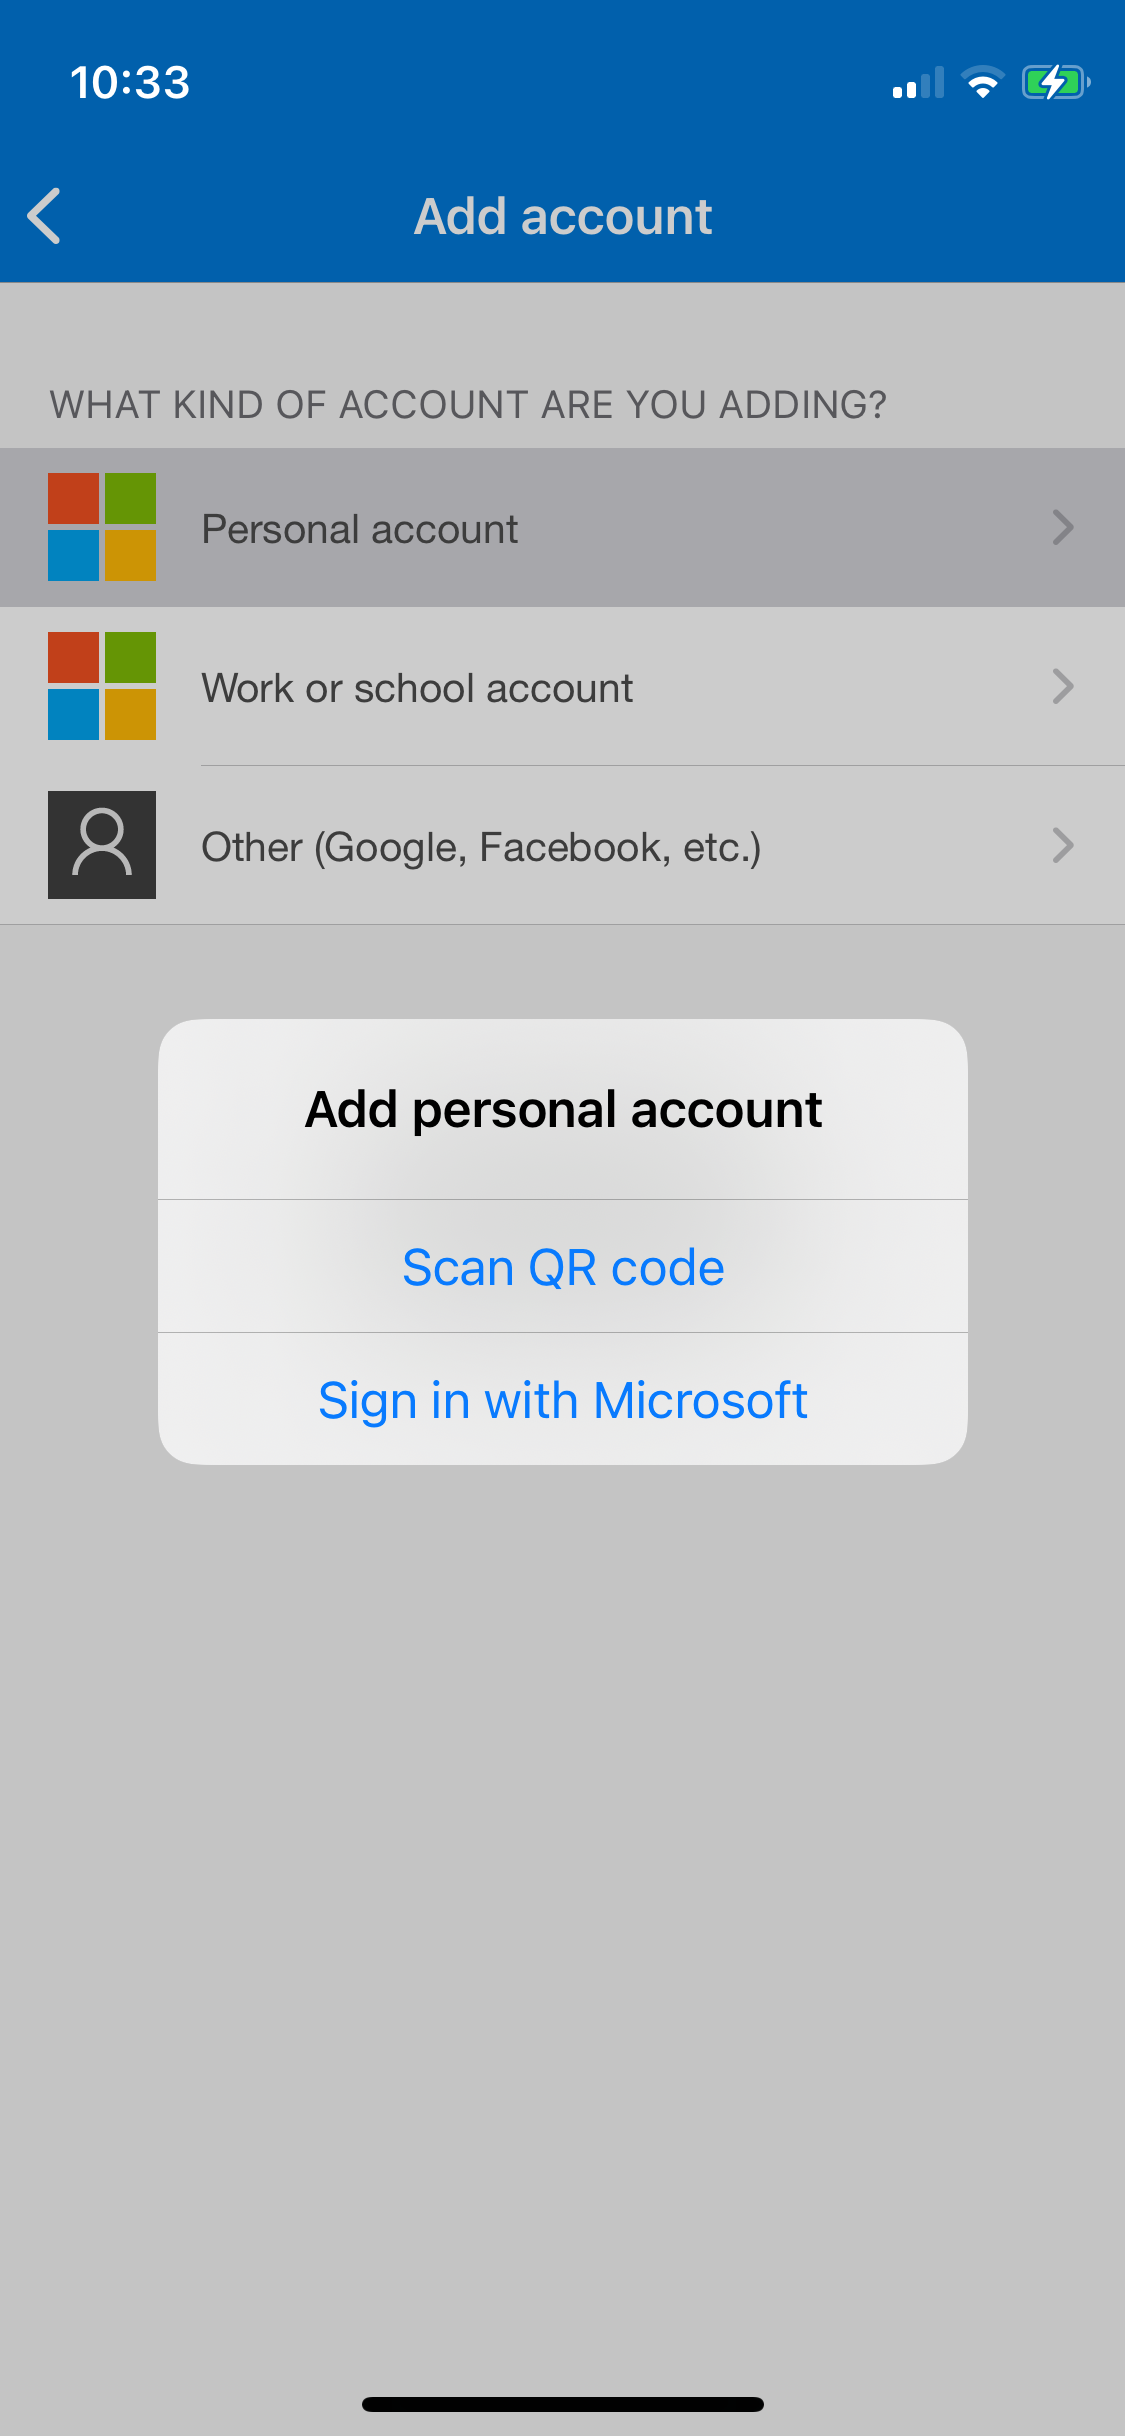 10:33
Add account
WHAT KIND OF ACCOUNT ARE YOU ADDING?
Personal account
Work or school account
Other (Google, Facebook, etc.)
Add personal account
Scan QR code
Sign in with Microsoft